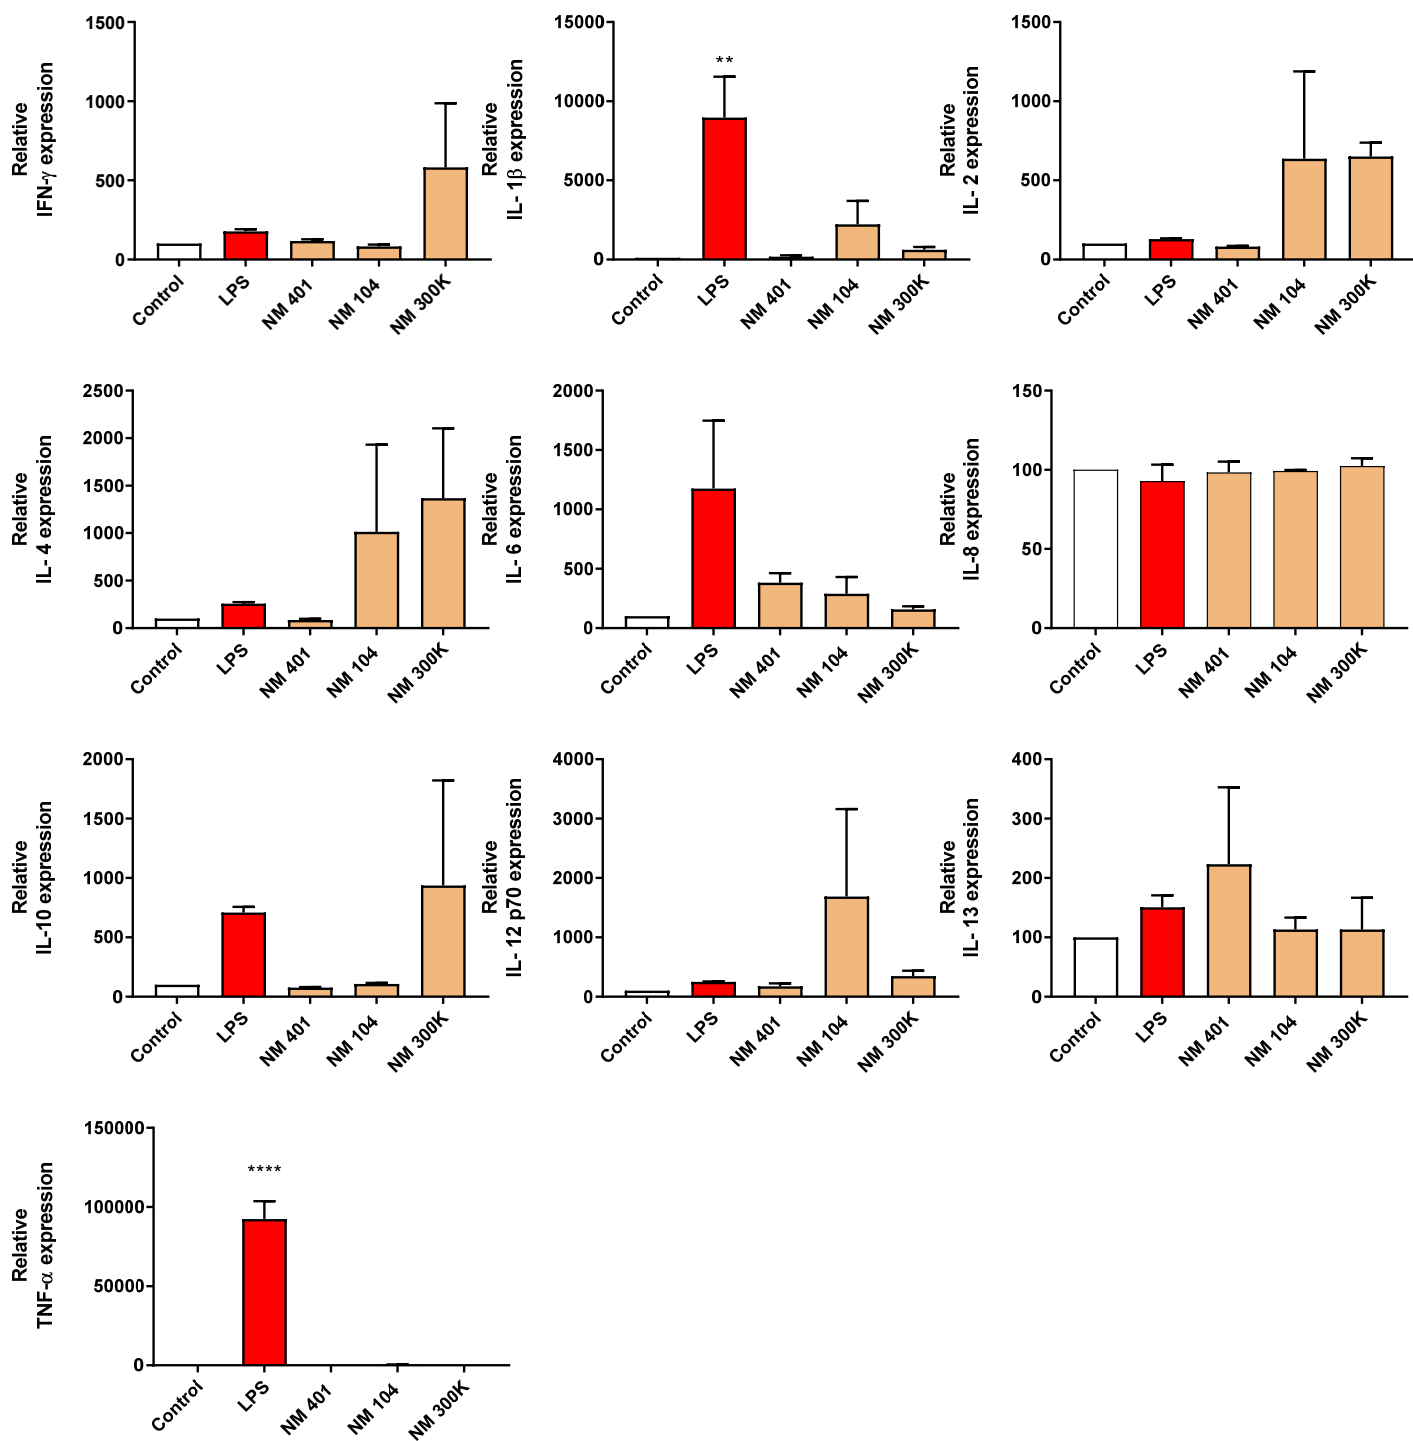 Relative
IFN-γ expression
1500
1000
500
0
Control
LPS
NM 401
NM 104
NM 300K
Relative
IL- 1β expression
15000
10000
5000
0
**
Control
LPS
NM 401
NM 104
NM 300K
Relative
IL- 2 expression
1500
1000
500
0
Control
LPS
NM 401
NM 104
NM 300K
Relative
IL- 4 expression
2500
2000
1500
1000
500
0
Control
LPS
NM 401
NM 104
NM 300K
Relative
IL- 6 expression
2000
1500
1000
500
0
Control
LPS
NM 401
NM 104
NM 300K
Relative
IL-8 expression
150
100
50
0
Control
LPS
NM 401
NM 104
NM 300K
Relative
IL-10 expression
2000
1500
1000
500
0
Control
LPS
NM 401
NM 104
NM 300K
Relative
IL- 12 p70 expression
4000
3000
2000
1000
0
Control
LPS
NM 401
NM 104
NM 300K
Relative
IL- 13 expression
400
300
200
100
0
Control
LPS
NM 401
NM 104
NM 300K
Relative
TNF-α expression
150000
100000
50000
0
****
Control
LPS
NM 401
NM 104
NM 300K